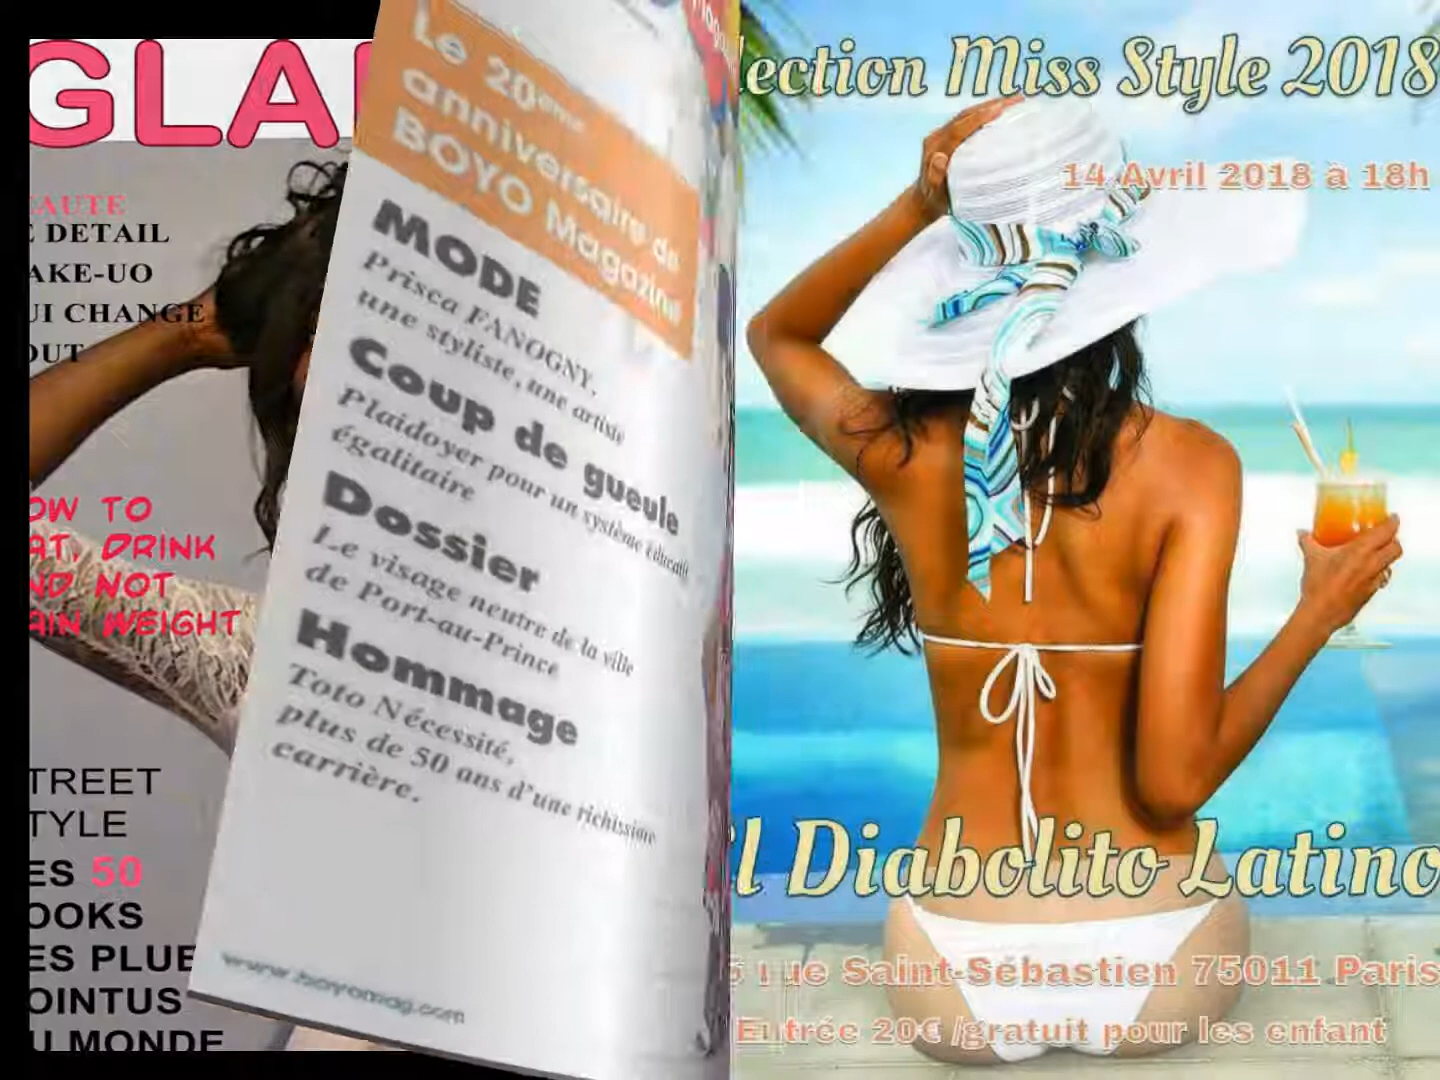 GLA
EAUTE
E DETAIL
AKE-UO
UI CHANGE
OUT
OW TO
AT, DRINK
ND NOT
AIN WEIGHT
TREET
TYLE
ES 50
OOKS
ES PLUE
OINTUS
U MONDE
Le 20ème
anniversaire de
BOYO Magazine
MODE
Prisca FANOGNY,
une styliste, une artiste
Coup de gueule
Plaidoyer pour un système éducatif
égalitaire
Dossier
Le visage neutre de la ville
de Port-au-Prince
Hommage
Toto Nécessité,
plus de 50 ans d'une richissime
carrière.
www.boyomag.com
lection Miss Style 2018
14 Avril 2018 à 18h
l Diabolito Latino
rue Saint-Sébastien 75011 Paris
Entrée 20€ /gratuit pour les enfant